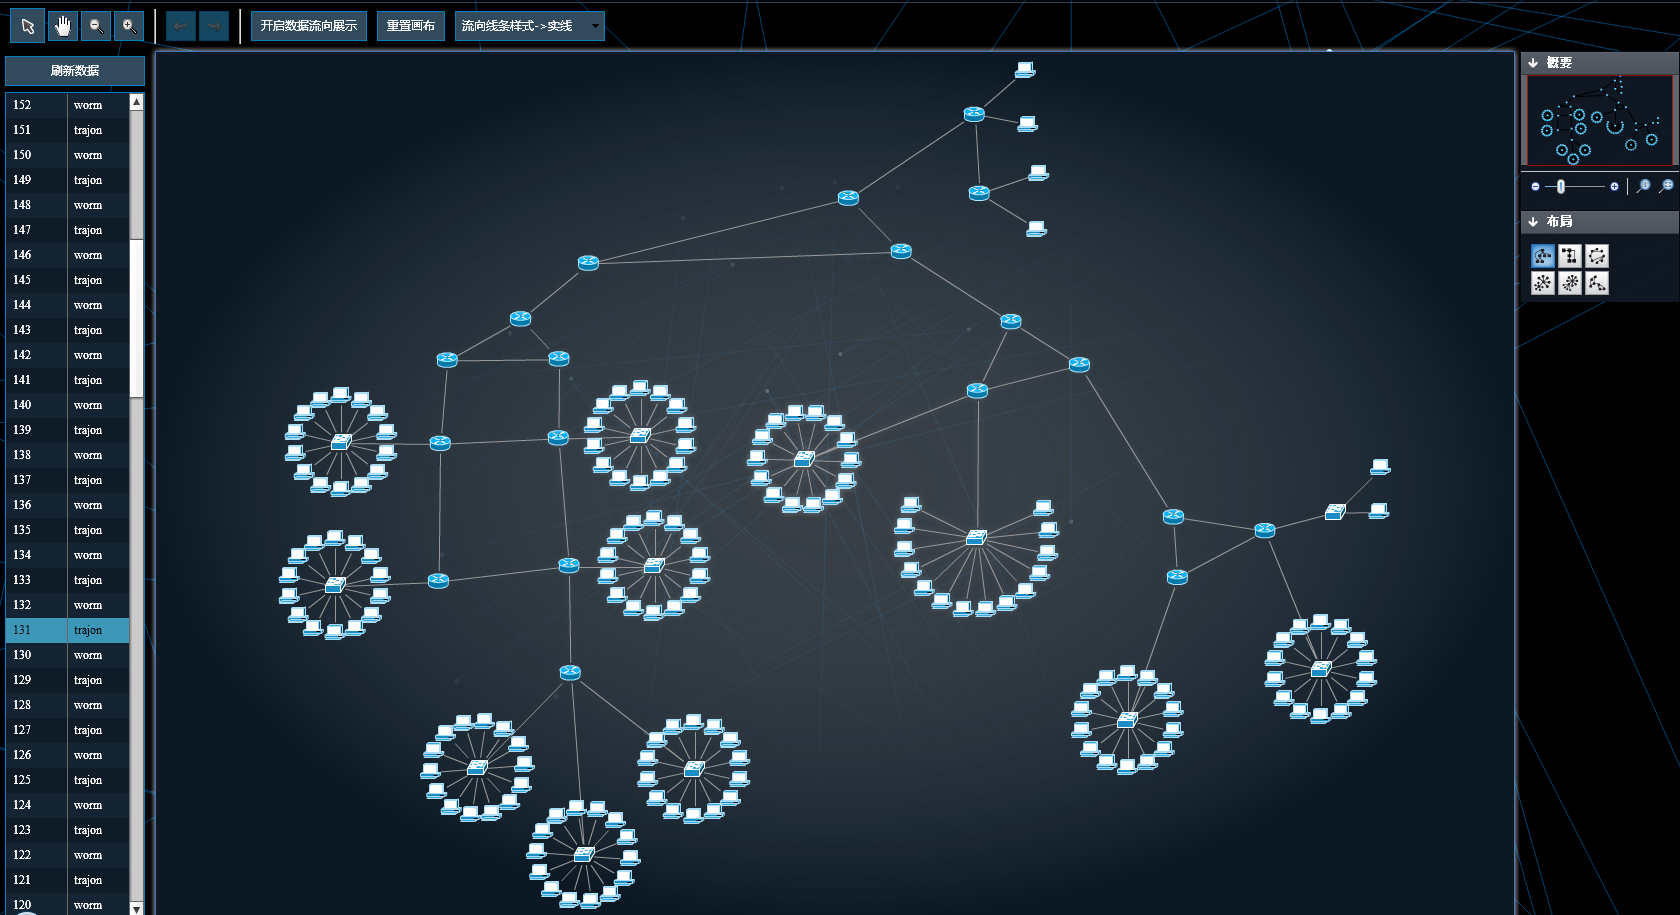 开启数据流向展示
重置画布
流向线条样式->实线
刷新数据
152 worm
151 trajon
150 worm
149 trajon
148 worm
147 trajon
146 worm
145 trajon
144 worm
143 trajon
142 worm
141 trajon
140 worm
139 trajon
138 worm
137 trajon
136 worm
135 trajon
134 worm
133 trajon
132 worm
131 trajon
130 worm
129 trajon
128 worm
127 trajon
126 worm
125 trajon
124 worm
123 trajon
122 worm
121 trajon
120 worm
概要
布局